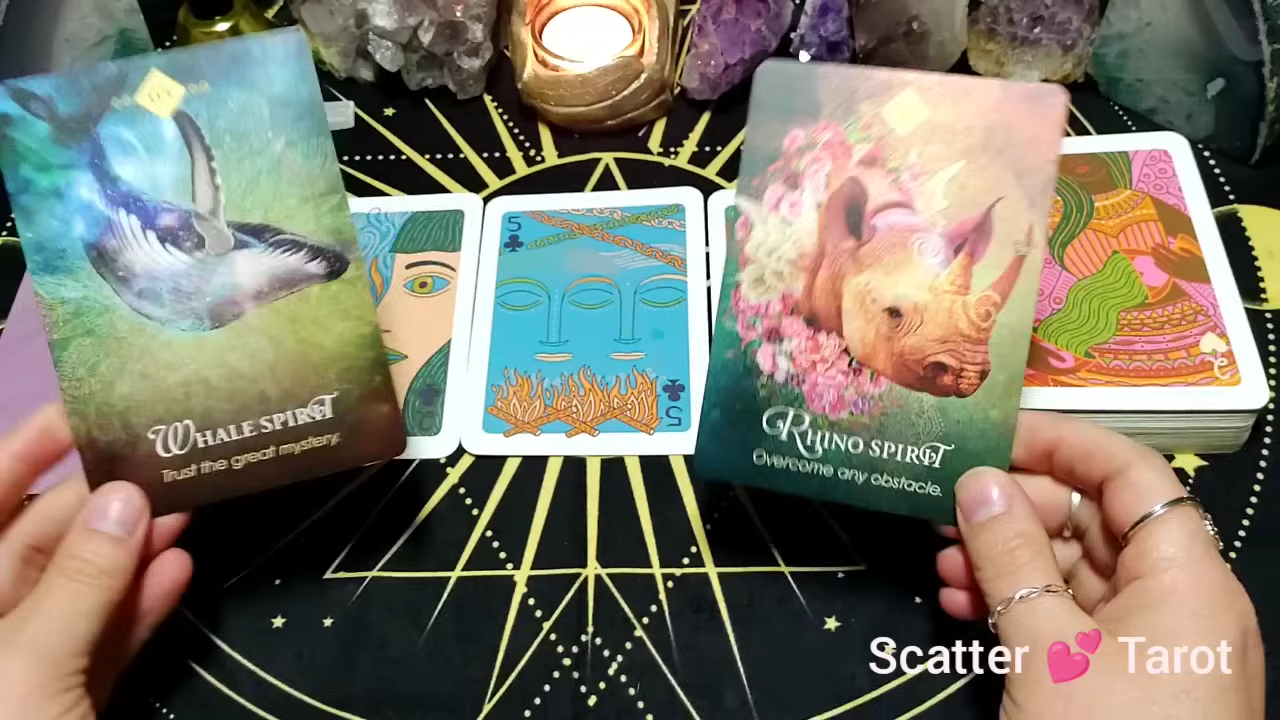 WHALE SPIRIT
Trust the great mystery.
5
5
RHINO SPIRIT
Overcome any obstacle.
Scatter 💕 Tarot